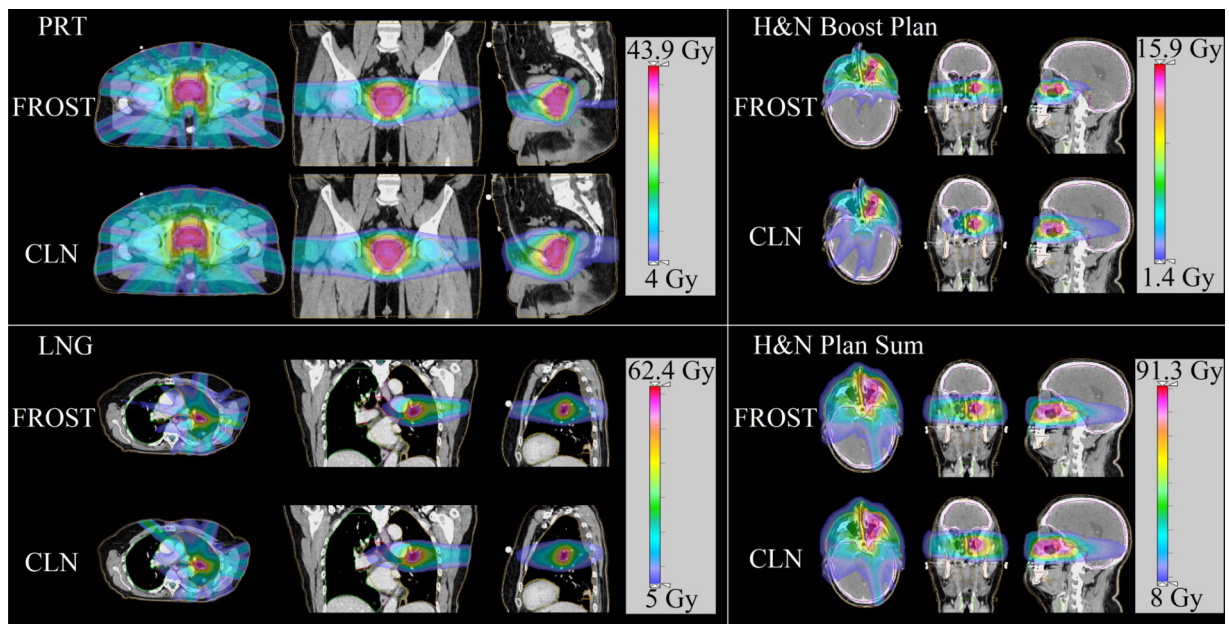 PRT
43.9 Gy
FROST
CLN
4 Gy
H&N Boost Plan
15.9 Gy
FROST
CLN
1.4 Gy
LNG
62.4 Gy
FROST
CLN
5 Gy
H&N Plan Sum
91.3 Gy
FROST
CLN
8 Gy